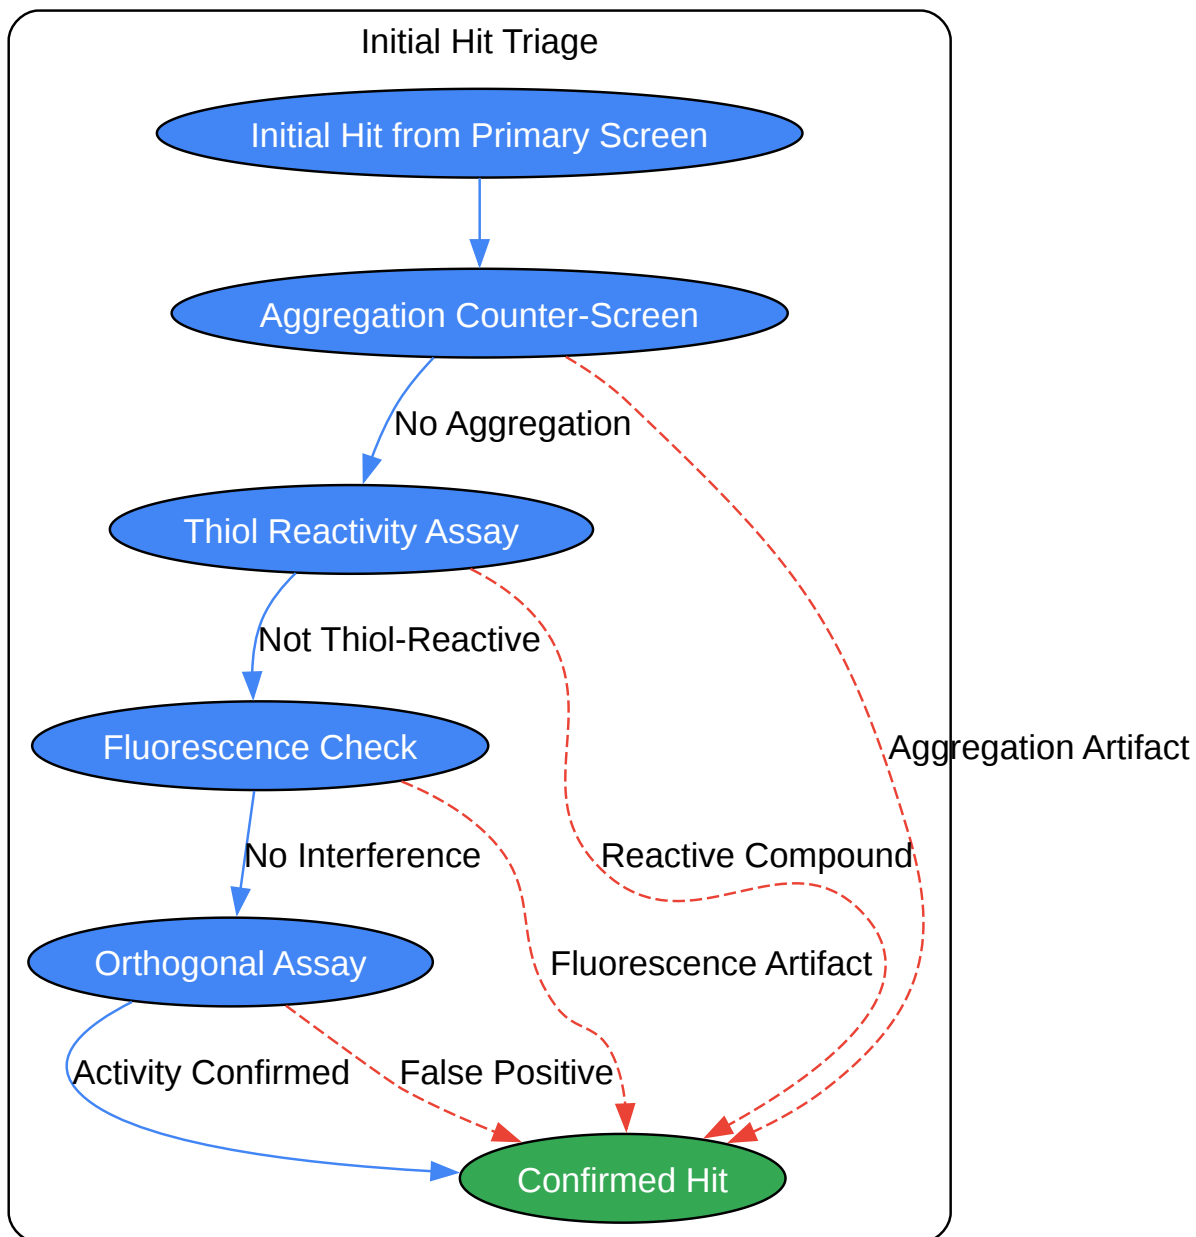 Initial Hit Triage
Initial Hit from Primary Screen
Aggregation Counter-Screen
No Aggregation
Thiol Reactivity Assay
Not Thiol-Reactive
Fluorescence Check
Aggregation Artifact
No Interference
Reactive Compound
Orthogonal Assay
Fluorescence Artifact
Activity Confirmed
False Positive
Confirmed Hit